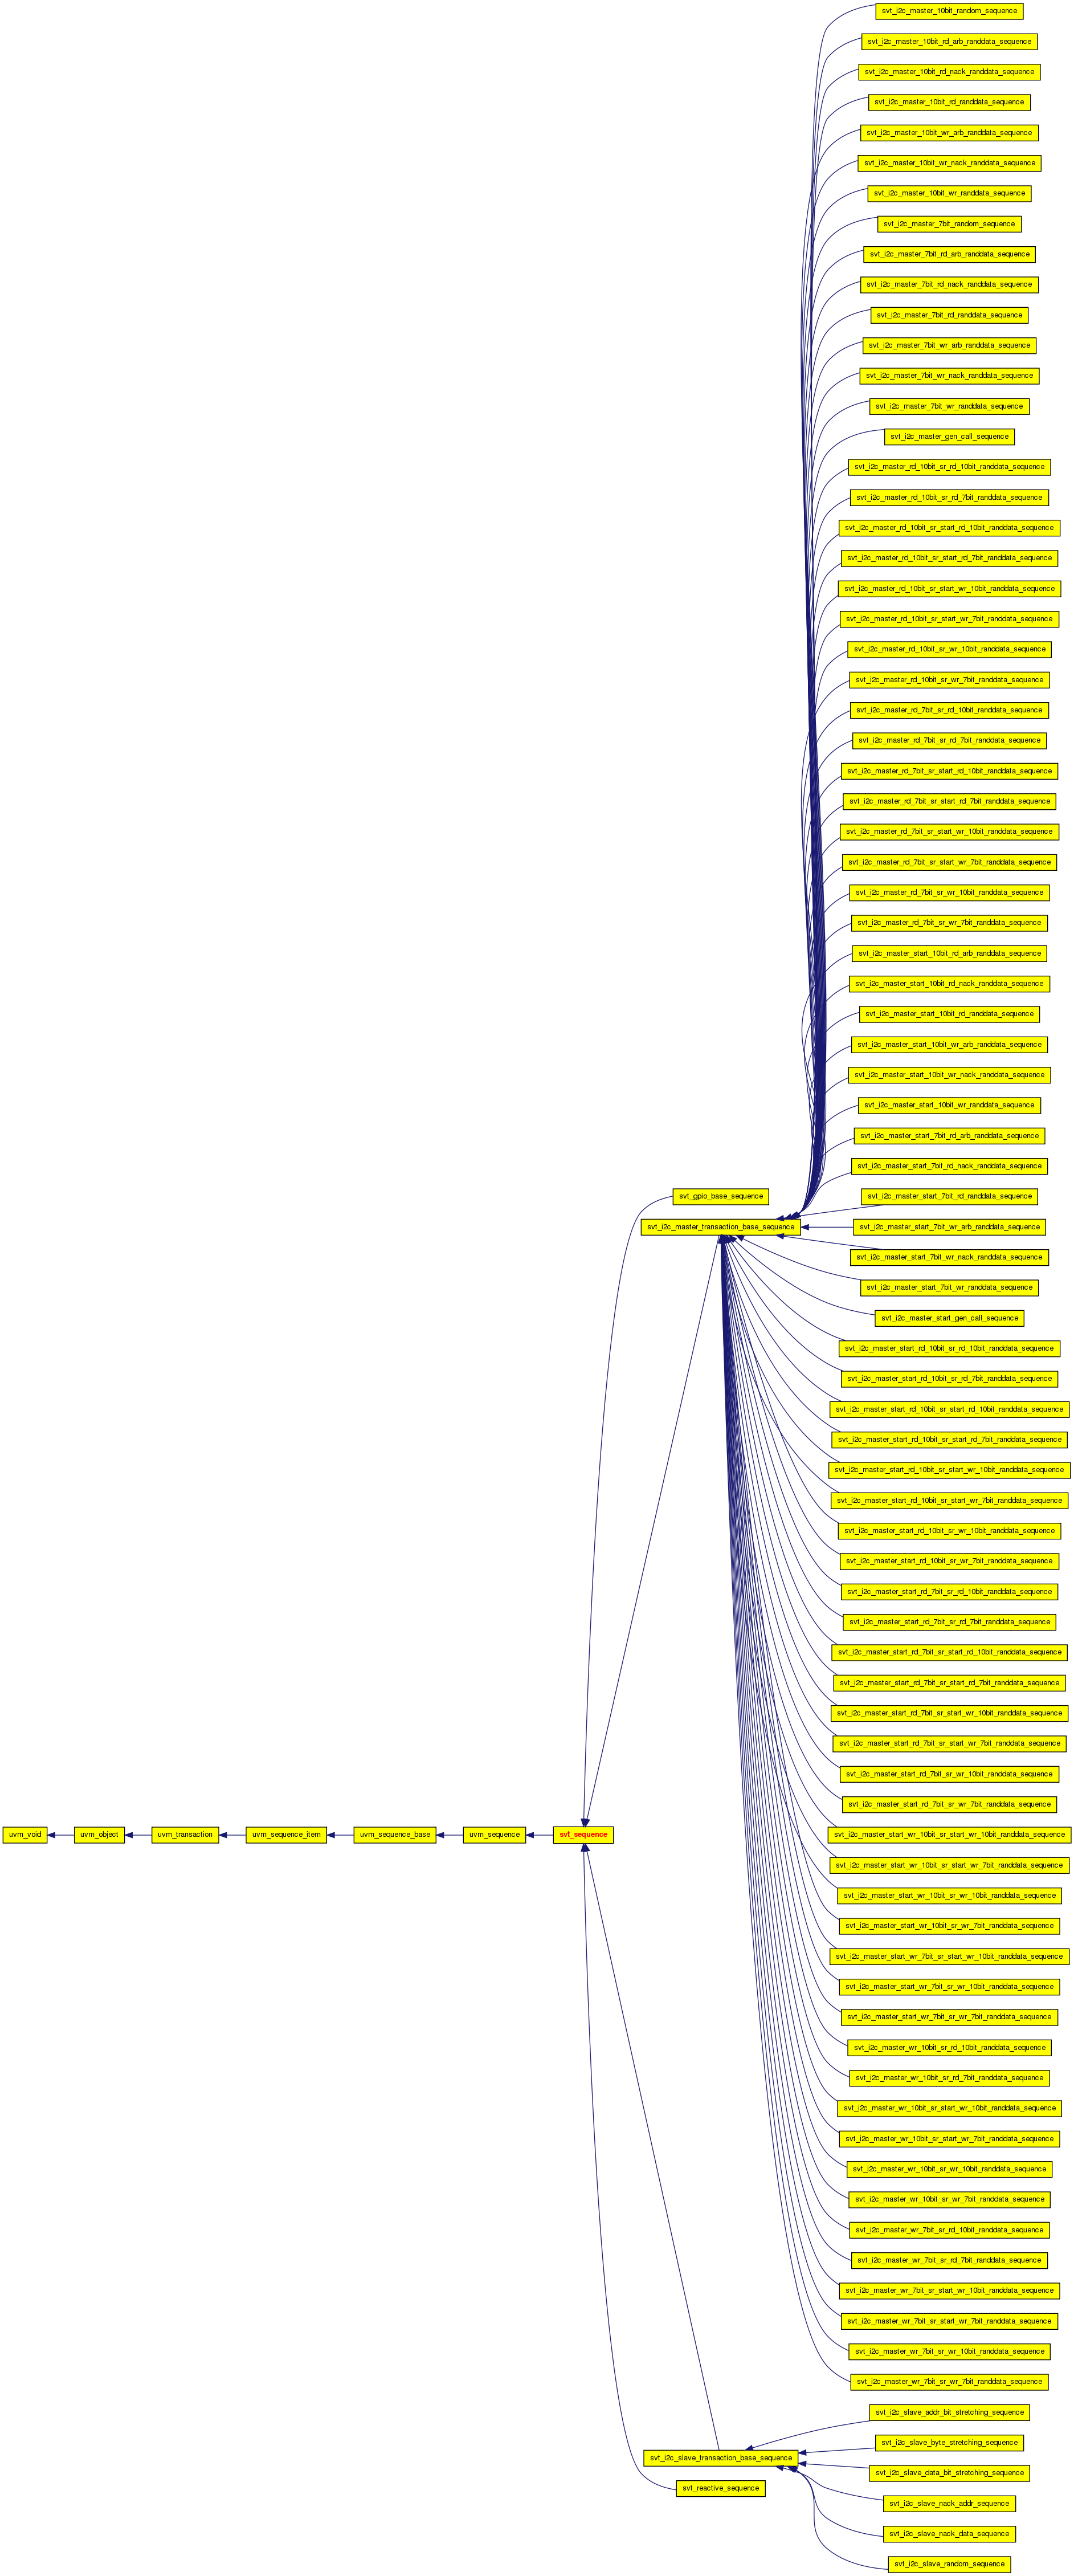 svt_i2c_master_10bit_random_sequence
svt_i2c_master_10bit_rd_arb_randdata_sequence
svt_i2c_master_10bit_rd_nack_randdata_sequence
svt_i2c_master_10bit_rd_randdata_sequence
svt_i2c_master_10bit_wr_arb_randdata_sequence
svt_i2c_master_10bit_wr_nack_randdata_sequence
svt_i2c_master_10bit_wr_randdata_sequence
svt_i2c_master_7bit_random_sequence
svt_i2c_master_7bit_rd_arb_randdata_sequence
svt_i2c_master_7bit_rd_nack_randdata_sequence
svt_i2c_master_7bit_rd_randdata_sequence
svt_i2c_master_7bit_wr_arb_randdata_sequence
svt_i2c_master_7bit_wr_nack_randdata_sequence
svt_i2c_master_7bit_wr_randdata_sequence
svt_i2c_master_gen_call_sequence
svt_i2c_master_rd_10bit_sr_rd_10bit_randdata_sequence
svt_i2c_master_rd_10bit_sr_rd_7bit_randdata_sequence
svt_i2c_master_rd_10bit_sr_start_rd_10bit_randdata_sequence
svt_i2c_master_rd_10bit_sr_start_rd_7bit_randdata_sequence
svt_i2c_master_rd_10bit_sr_start_wr_10bit_randdata_sequence
svt_i2c_master_rd_10bit_sr_start_wr_7bit_randdata_sequence
svt_i2c_master_rd_10bit_sr_wr_10bit_randdata_sequence
svt_i2c_master_rd_10bit_sr_wr_7bit_randdata_sequence
svt_i2c_master_rd_7bit_sr_rd_10bit_randdata_sequence
svt_i2c_master_rd_7bit_sr_rd_7bit_randdata_sequence
svt_i2c_master_rd_7bit_sr_start_rd_10bit_randdata_sequence
svt_i2c_master_rd_7bit_sr_start_rd_7bit_randdata_sequence
svt_i2c_master_rd_7bit_sr_start_wr_10bit_randdata_sequence
svt_i2c_master_rd_7bit_sr_start_wr_7bit_randdata_sequence
svt_i2c_master_rd_7bit_sr_wr_10bit_randdata_sequence
svt_i2c_master_rd_7bit_sr_wr_7bit_randdata_sequence
svt_i2c_master_start_10bit_rd_arb_randdata_sequence
svt_i2c_master_start_10bit_rd_nack_randdata_sequence
svt_i2c_master_start_10bit_rd_randdata_sequence
svt_i2c_master_start_10bit_wr_arb_randdata_sequence
svt_i2c_master_start_10bit_wr_nack_randdata_sequence
svt_i2c_master_start_10bit_wr_randdata_sequence
svt_i2c_master_start_7bit_rd_arb_randdata_sequence
svt_i2c_master_start_7bit_rd_nack_randdata_sequence
svt_gpio_base_sequence
svt_i2c_master_start_7bit_rd_randdata_sequence
svt_i2c_master_transaction_base_sequence
svt_i2c_master_start_7bit_wr_arb_randdata_sequence
svt_i2c_master_start_7bit_wr_nack_randdata_sequence
svt_i2c_master_start_7bit_wr_randdata_sequence
svt_i2c_master_start_gen_call_sequence
svt_i2c_master_start_rd_10bit_sr_rd_10bit_randdata_sequence
svt_i2c_master_start_rd_10bit_sr_rd_7bit_randdata_sequence
svt_i2c_master_start_rd_10bit_sr_start_rd_10bit_randdata_sequence
svt_i2c_master_start_rd_10bit_sr_start_rd_7bit_randdata_sequence
svt_i2c_master_start_rd_10bit_sr_start_wr_10bit_randdata_sequence
svt_i2c_master_start_rd_10bit_sr_start_wr_7bit_randdata_sequence
svt_i2c_master_start_rd_10bit_sr_wr_10bit_randdata_sequence
svt_i2c_master_start_rd_10bit_sr_wr_7bit_randdata_sequence
svt_i2c_master_start_rd_7bit_sr_rd_10bit_randdata_sequence
svt_i2c_master_start_rd_7bit_sr_rd_7bit_randdata_sequence
svt_i2c_master_start_rd_7bit_sr_start_rd_10bit_randdata_sequence
svt_i2c_master_start_rd_7bit_sr_start_rd_7bit_randdata_sequence
svt_i2c_master_start_rd_7bit_sr_start_wr_10bit_randdata_sequence
svt_i2c_master_start_rd_7bit_sr_start_wr_7bit_randdata_sequence
svt_i2c_master_start_rd_7bit_sr_wr_10bit_randdata_sequence
svt_i2c_master_start_rd_7bit_sr_wr_7bit_randdata_sequence
uvm_void
uvm_object
uvm_transaction
uvm_sequence_item
uvm_sequence_base
uvm_sequence
svt_sequence
svt_i2c_master_start_wr_10bit_sr_start_wr_10bit_randdata_sequence
svt_i2c_master_start_wr_10bit_sr_start_wr_7bit_randdata_sequence
svt_i2c_master_start_wr_10bit_sr_wr_10bit_randdata_sequence
svt_i2c_master_start_wr_10bit_sr_wr_7bit_randdata_sequence
svt_i2c_master_start_wr_7bit_sr_start_wr_10bit_randdata_sequence
svt_i2c_master_start_wr_7bit_sr_wr_10bit_randdata_sequence
svt_i2c_master_start_wr_7bit_sr_wr_7bit_randdata_sequence
svt_i2c_master_wr_10bit_sr_rd_10bit_randdata_sequence
svt_i2c_master_wr_10bit_sr_rd_7bit_randdata_sequence
svt_i2c_master_wr_10bit_sr_start_wr_10bit_randdata_sequence
svt_i2c_master_wr_10bit_sr_start_wr_7bit_randdata_sequence
svt_i2c_master_wr_10bit_sr_wr_10bit_randdata_sequence
svt_i2c_master_wr_10bit_sr_wr_7bit_randdata_sequence
svt_i2c_master_wr_7bit_sr_rd_10bit_randdata_sequence
svt_i2c_master_wr_7bit_sr_rd_7bit_randdata_sequence
svt_i2c_master_wr_7bit_sr_start_wr_10bit_randdata_sequence
svt_i2c_master_wr_7bit_sr_start_wr_7bit_randdata_sequence
svt_i2c_master_wr_7bit_sr_wr_10bit_randdata_sequence
svt_i2c_master_wr_7bit_sr_wr_7bit_randdata_sequence
svt_i2c_slave_addr_bit_stretching_sequence
svt_i2c_slave_byte_stretching_sequence
svt_i2c_slave_transaction_base_sequence
svt_i2c_slave_data_bit_stretching_sequence
svt_reactive_sequence
svt_i2c_slave_nack_addr_sequence
svt_i2c_slave_nack_data_sequence
svt_i2c_slave_random_sequence